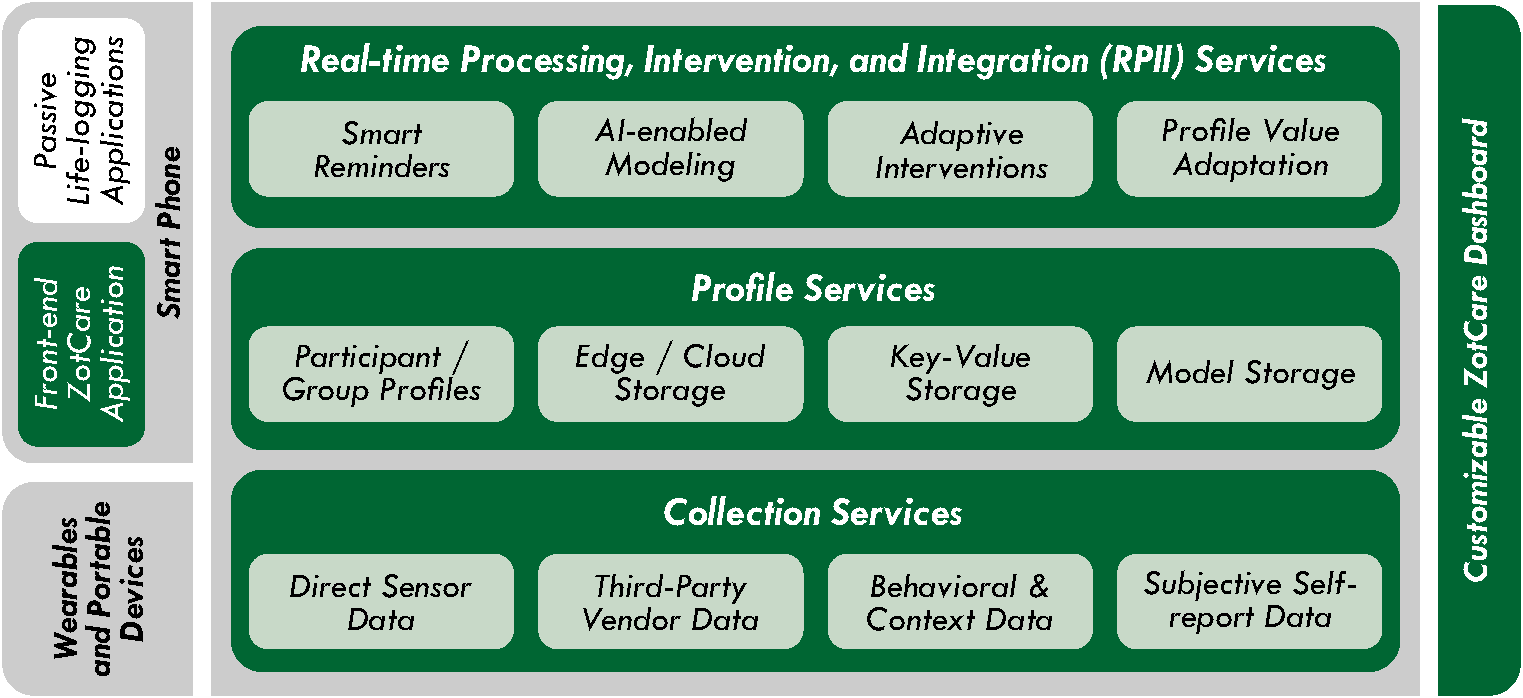 Passive
Life-logging
Applications
Front-end
ZotCare
Application
Smart Phone
Wearables
and Portable
Devices
Real-time Processing, Intervention, and Integration (RPII) Services
Smart
Reminders
AI-enabled
Modeling
Adaptive
Interventions
Profile Value
Adaptation
Profile Services
Participant /
Group Profiles
Edge / Cloud
Storage
Key-Value
Storage
Model Storage
Collection Services
Direct Sensor
Data
Third-Party
Vendor Data
Behavioral &
Context Data
Subjective Self-
report Data
Customizable ZotCare Dashboard